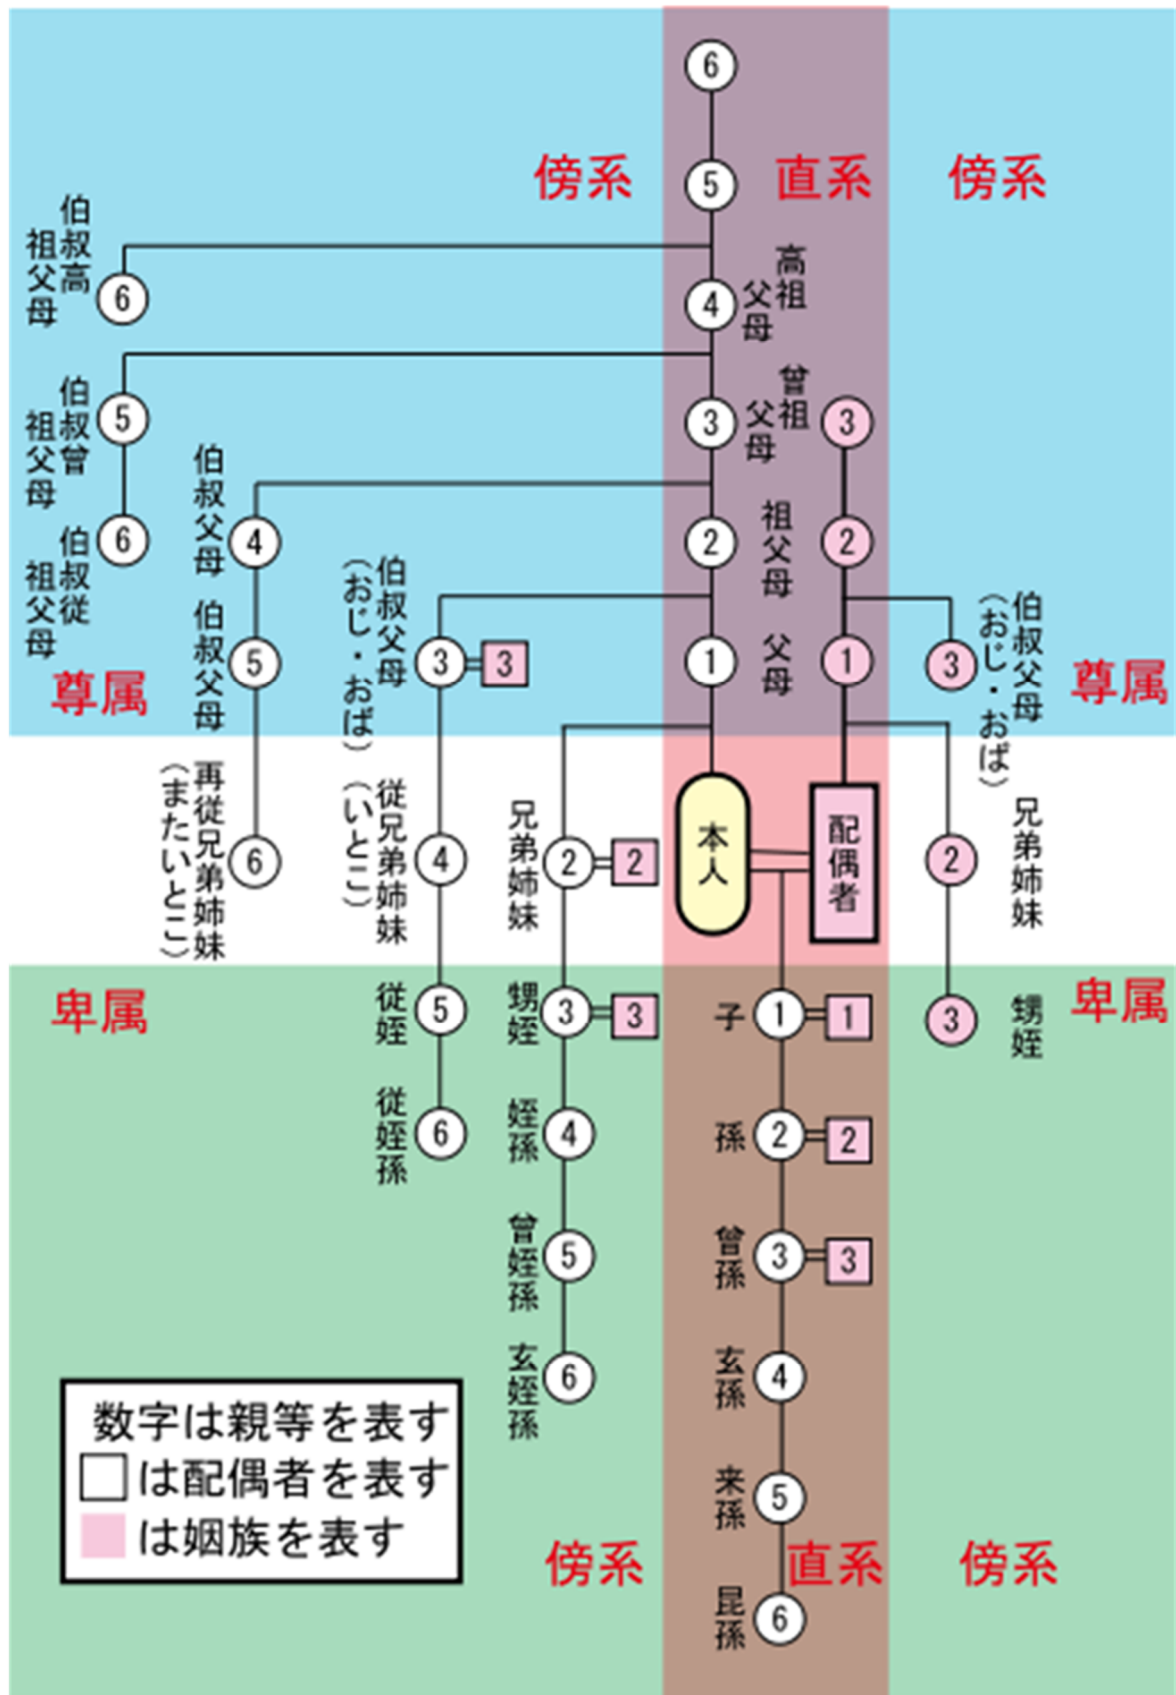 6
傍系
5
直系
傍系
伯叔高
祖父母
6
4
高祖
父母
伯叔曾
祖父母
5
3
曾祖
父母
3
伯叔父母
4
2
祖父母
2
伯叔従
祖父母
6
伯叔父母
5
伯叔父母
(おじ・おば)
3
3
1
父母
1
3
伯叔父母
(おじ・おば)
尊属
尊属
再従兄弟姉妹
(またいとこ)
6
従兄弟姉妹
(いとこ)
4
兄弟姉妹
2
2
本人
配偶者
2
兄弟姉妹
卑属
従姪
5
甥姪
3
3
子
1
1
3
甥姪
卑属
従姪孫
6
姪孫
4
孫
2
2
曾姪孫
5
曾孫
3
3
玄姪孫
6
玄孫
4
来孫
5
昆孫
6
数字は親等を表す
は配偶者を表す
は姻族を表す
傍系
直系
傍系